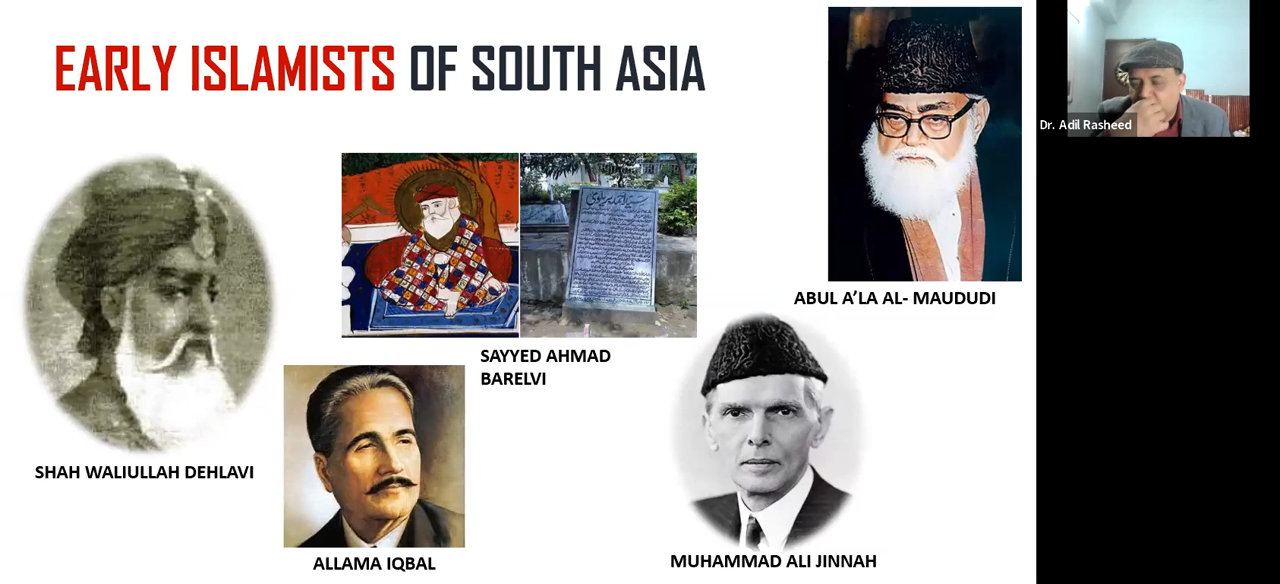 EARLY ISLAMISTS OF SOUTH ASIA
Dr. Adil Rasheed
ABUL A’LA AL- MAUDUDI
SAYYED AHMAD
BARELVI
SHAH WALIULLAH DEHLAVI
ALLAMA IQBAL
MUHAMMAD ALI JINNAH